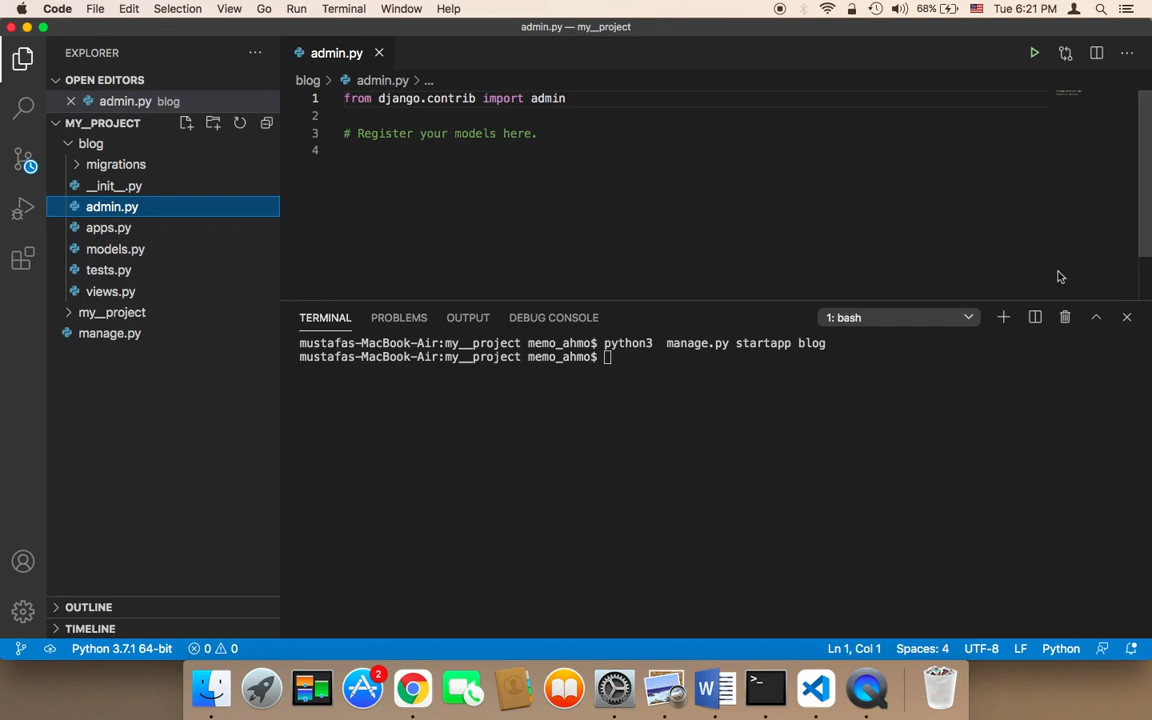 Code File Edit Selection View Go Run Terminal Window Help 68% Tue 6:21 PM
admin.py — my__project
EXPLORER
admin.py
OPEN EDITORS
blog > admin.py > ...
admin.py blog
1 from django.contrib import admin
MY__PROJECT
2
blog
3 # Register your models here.
4
migrations
__init__.py
admin.py
apps.py
models.py
tests.py
views.py
my__project
manage.py
TERMINAL PROBLEMS OUTPUT DEBUG CONSOLE 1: bash
mustafas-MacBook-Air:my__project memo_ahmo$ python3  manage.py startapp blog
mustafas-MacBook-Air:my__project memo_ahmo$
OUTLINE
TIMELINE
Python 3.7.1 64-bit 0 0 Ln 1, Col 1 Spaces: 4 UTF-8 LF Python
2
W
>_